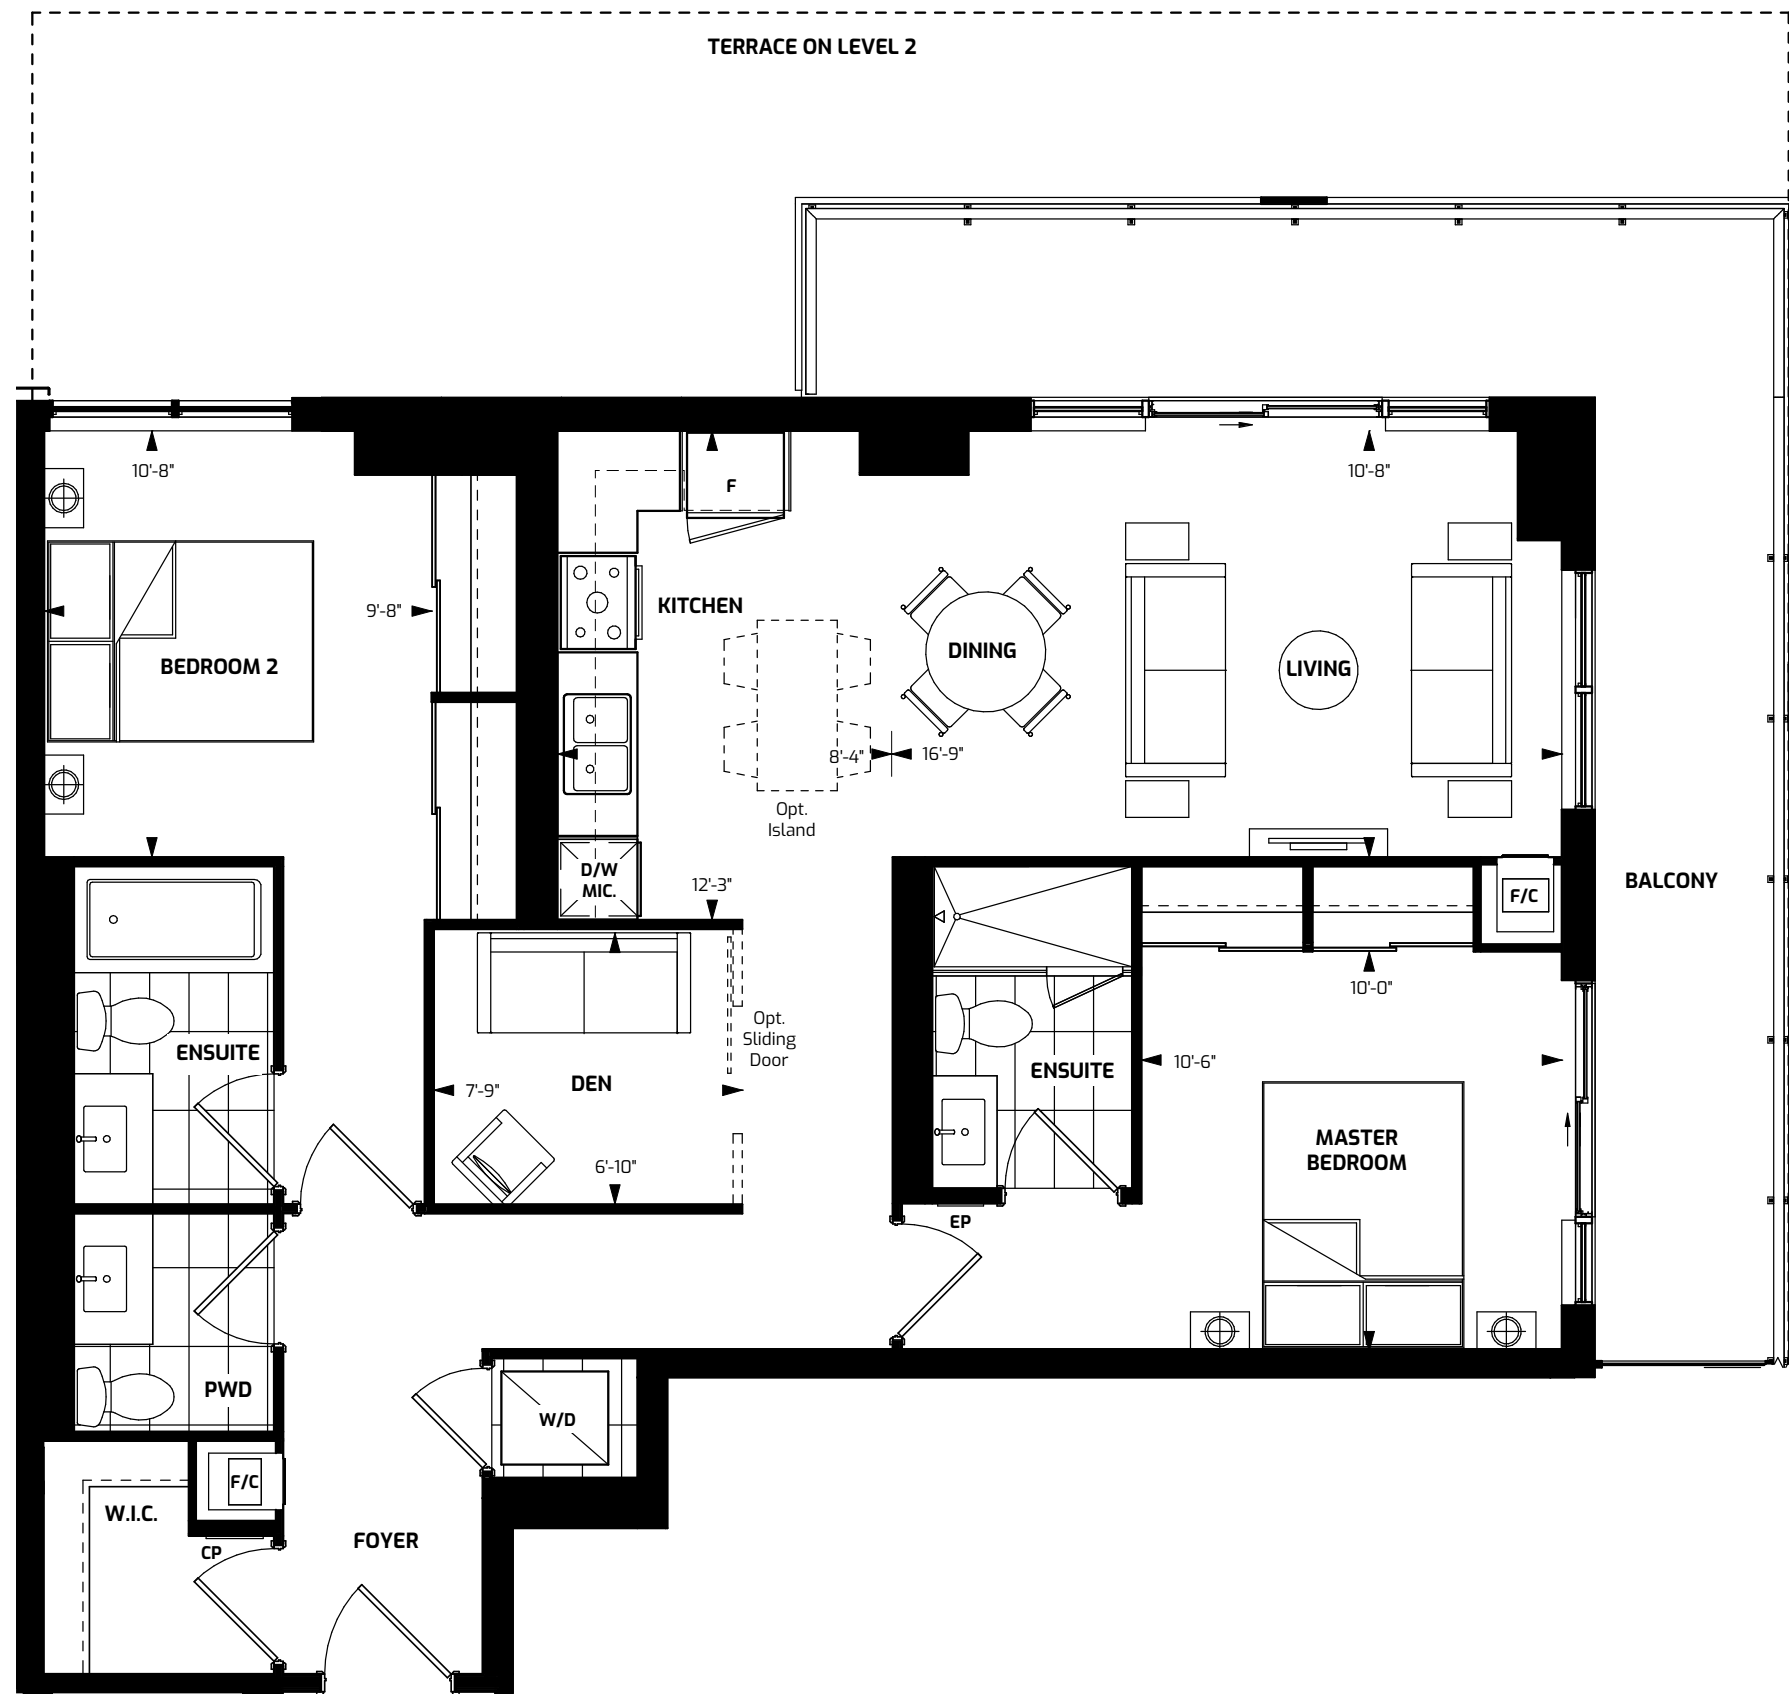 TERRACE ON LEVEL 2
10'-8"
10'-8"
F
9'-8"
KITCHEN
DINING
LIVING
BEDROOM 2
8'-4"
16'-9"
Opt.
Island
D/W
MIC.
12'-3"
BALCONY
F/C
10'-0"
Opt.
Sliding
Door
ENSUITE
DEN
7'-9"
ENSUITE
10'-6"
MASTER
BEDROOM
6'-10"
EP
PWD
W/D
F/C
W.I.C.
FOYER
CP